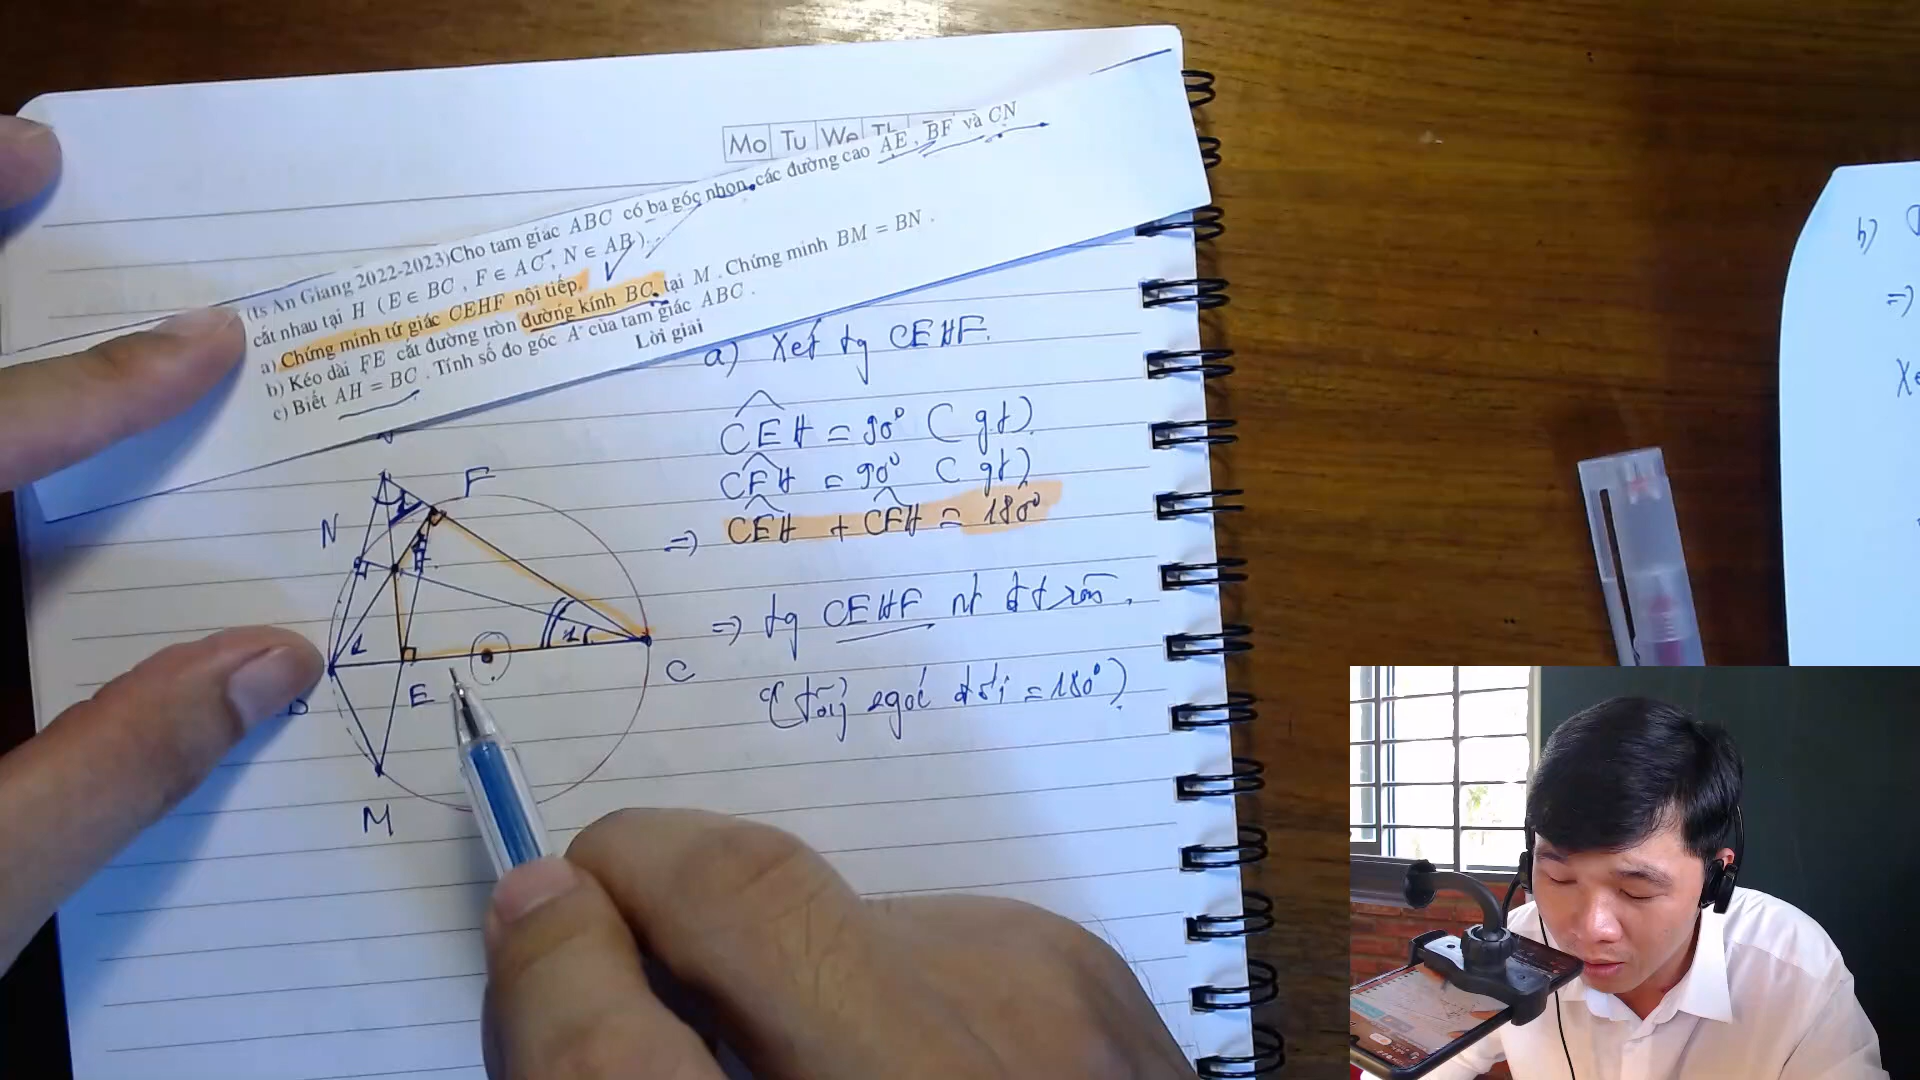 Mo Tu We
(ts An Giang 2022-2023)Cho tam giác ABC có ba góc nhọn, các đường cao AE , BF và CN
cắt nhau tại H ( E ∈ BC , F ∈ AC , N ∈ AB ).
a) Chứng minh tứ giác CEHF nội tiếp.
b) Kéo dài FE cắt đường tròn đường kính BC tại M . Chứng minh BM = BN .
c) Biết AH = BC . Tính số đo góc A của tam giác ABC .
Lời giải
a) Xét tg CEHF.
CEH = 90° ( gt)
CFH = 90° ( gt)
=> CEH + CFH = 180°
=> tg CEHF nt
2 góc đối = 180° )
F
N
1
1
1
E
C
M
b)
=>